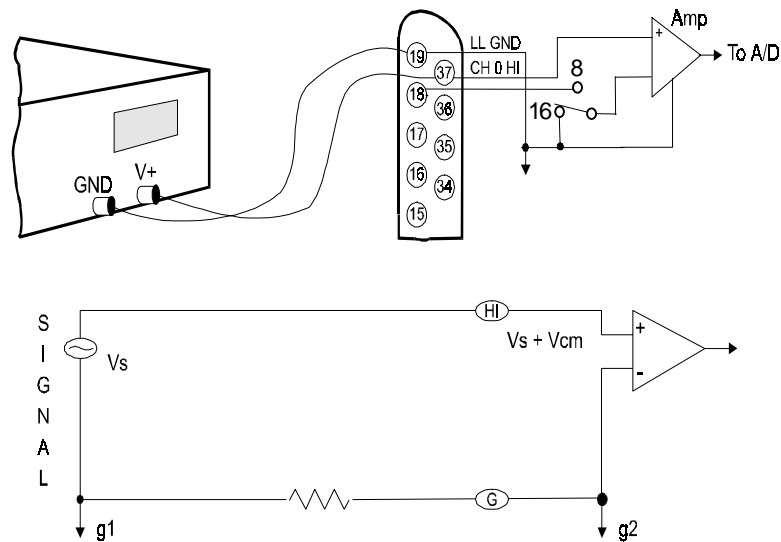 Amp
LL GND
19
+
To A/D
37
CH 0 HI
8
18
36
16
17
35
V+
GND
16
34
15
S
I
G
N
A
L
HI
+
Vs + Vcm
Vs
-
G
g1
g2